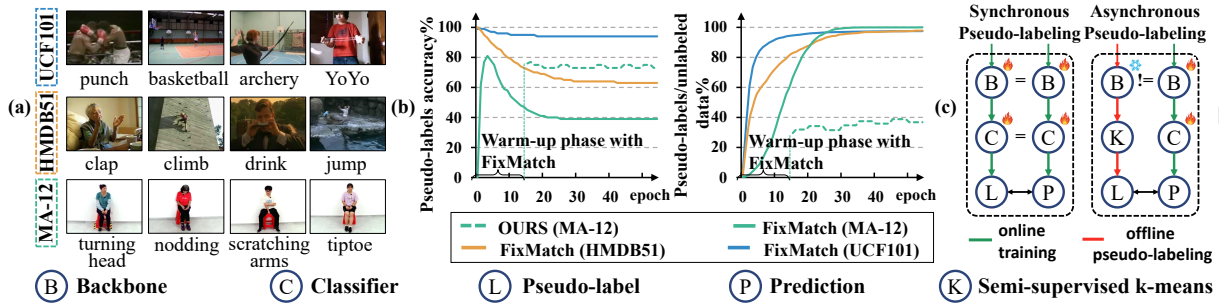 (a)
UCF101
punch basketball archery YoYo
HMDB51
clap climb drink jump
MA-12
turning head
nodding
scratching arms
tiptoe
(b)
Pseudo-labels accuracy%
100
80
60
40
20
0
Warm-up phase with
FixMatch
0 10 20 30 40 50 epoch
Pseudo-labels/unlabeled
data%
100
80
60
40
20
0
Warm-up phase with
FixMatch
0 10 20 30 40 50 epoch
OURS (MA-12)
FixMatch (MA-12)
FixMatch (HMDB51)
FixMatch (UCF101)
(c)
Synchronous
Pseudo-labeling
B = B
C = C
L P
Asynchronous
Pseudo-labeling
B != B
K C
L P
online
training
offline
pseudo-labeling
B Backbone
C Classifier
L Pseudo-label
P Prediction
K Semi-supervised k-means